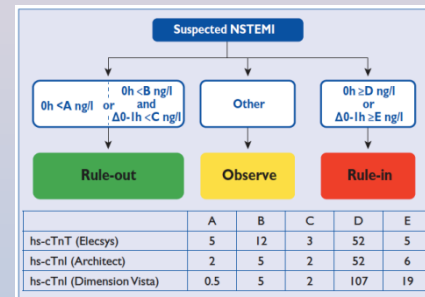 Suspected NSTEMI
0h <A ng/l or
0h <B ng/l
and
Δ0-1h <C ng/l
Other
0h ≥D ng/l
or
Δ0-1h ≥E ng/l
Rule-out
Observe
Rule-in
A B C D E
hs-cTnT (Elecsys) 5 12 3 52 5
hs-cTnI (Architect) 2 5 2 52 6
hs-cTnI (Dimension Vista) 0.5 5 2 107 19